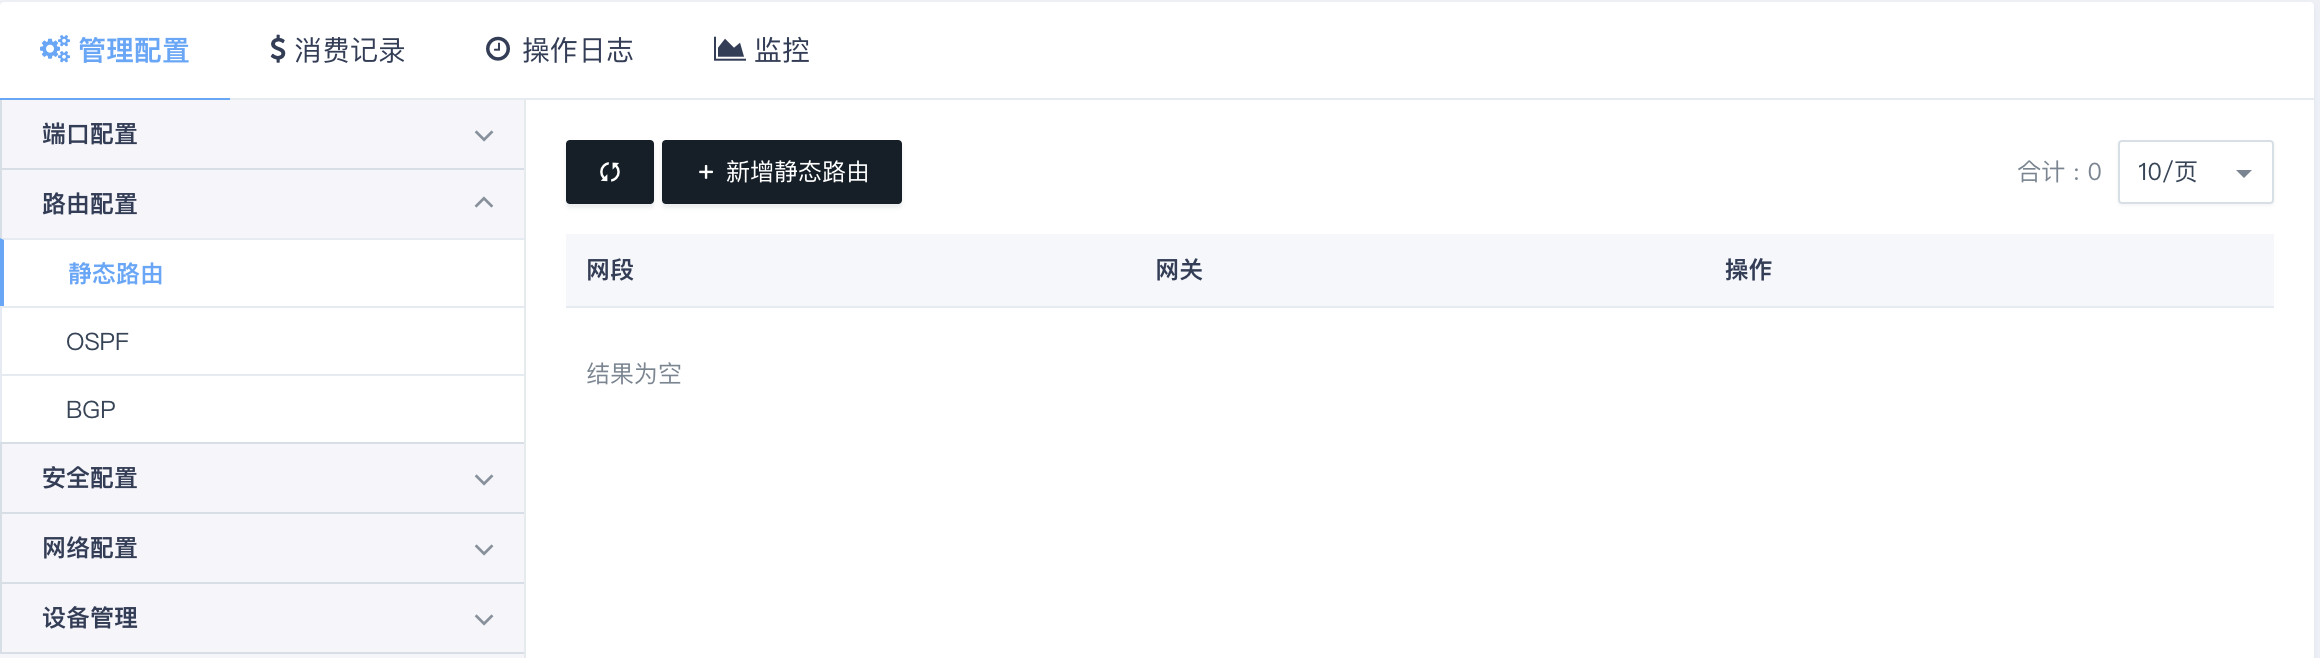 管理配置 消费记录 操作日志 监控
端口配置
路由配置
静态路由
OSPF
BGP
安全配置
网络配置
设备管理
+ 新增静态路由
合计：0 10/页
网段 网关 操作
结果为空